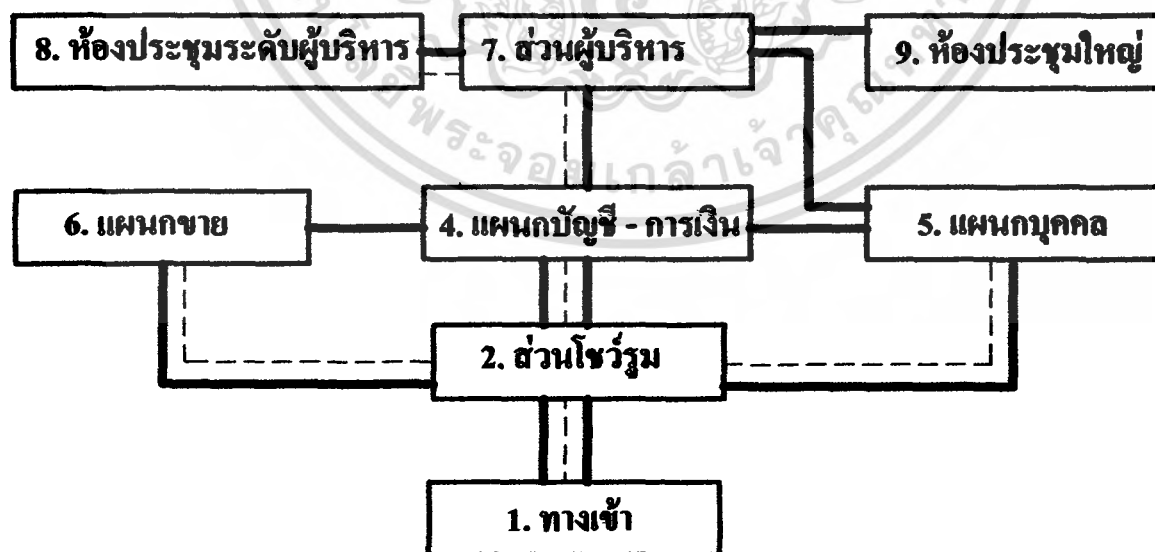 8. ห้องประชุมระดับผู้บริหาร
7. ส่วนผู้บริหาร
9. ห้องประชุมใหญ่
6. แผนกขาย
4. แผนกบัญชี - การเงิน
5. แผนกบุคคล
2. ส่วนโชว์รูม
1. ทางเข้า